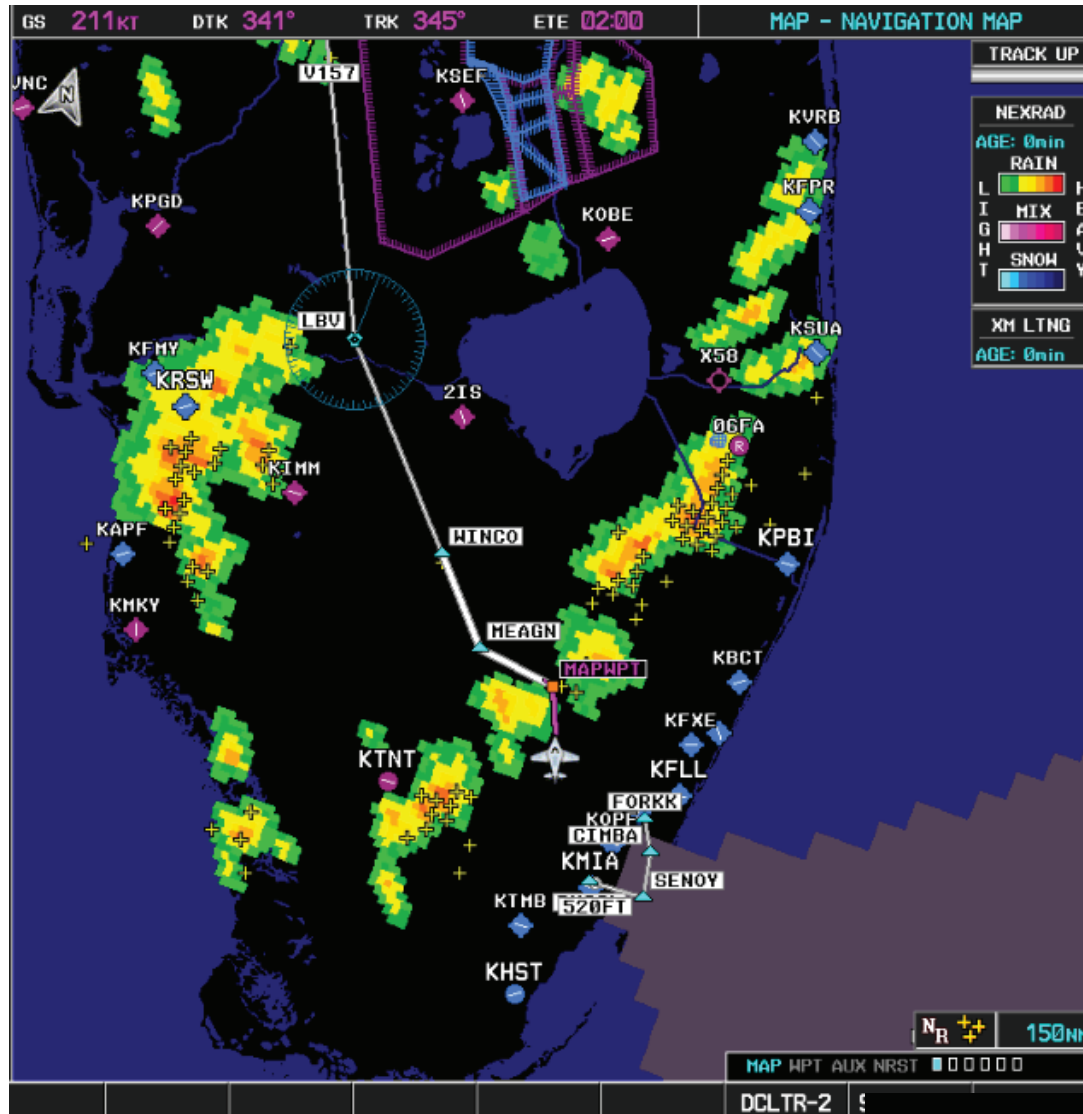 GS 211KT DTK 341° TRK 345° ETE 02:00 MAP - NAVIGATION MAP
TRACK UP
V157
KSEF
VNC
N
NEXRAD
AGE: 0min
RAIN
MIX
SNOW
LIGHT
XM LTNG
AGE: 0min
KVRB
KFPR
KPGD
KOBE
LBV
KFMY
KSUA
KRSW
X58
2IS
06FA
R
KIMM
KAPF
WINCO
KPBI
KMKY
MEAGN
MAPWPT
KBCT
KFXE
KTNT
KFLL
FORKK
KOPF
CIMBA
KMIA
SENOY
KTMB
520FT
KHST
NR 150NM
MAP WPT AUX NRST
DCLTR-2